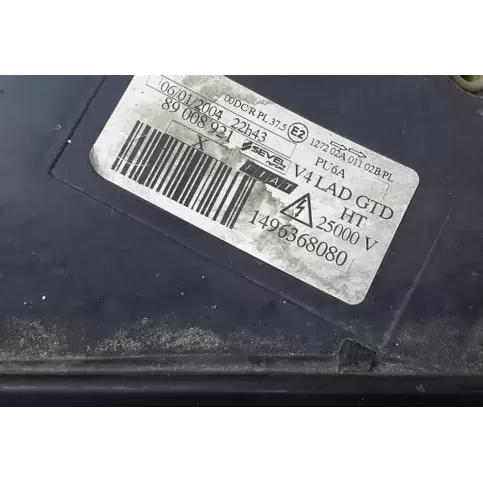 00DC/R PL 37.5 E2 1272 02A 011 02B PL
06/01/2004 22h43 PU6A
89 008 921 SEVEL V4 LAD GTD
X FIAT HT
25000 V
1496368080